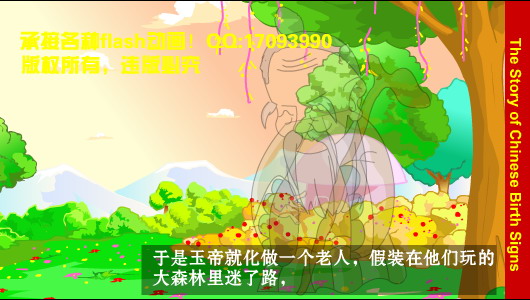 承接各种flash动画！QQ:17093990
版权所有，违者必究
The Story of Chinese Birth Signs
于是玉帝就化做一个老人，假装在他们玩的
大森林里迷了路，